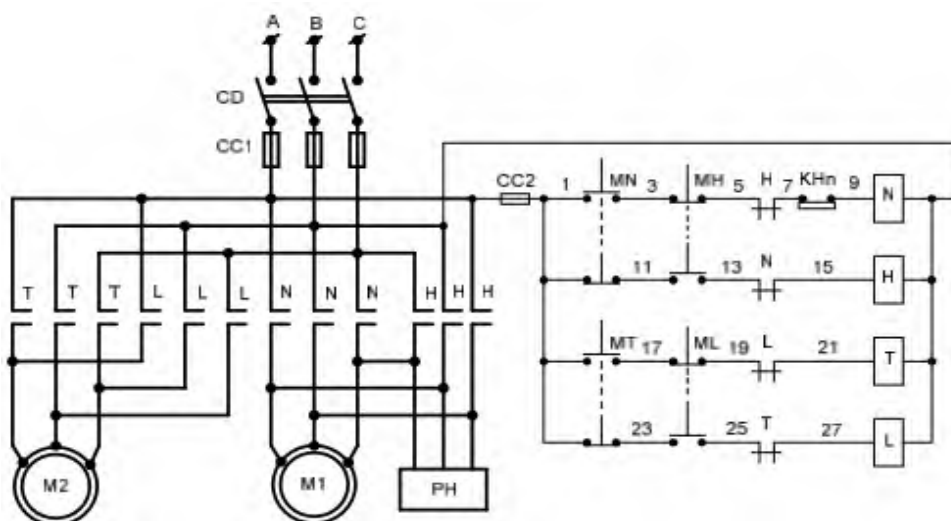 A B C
CD
CC1
CC2 1 MN 3 MH 5 H 7 KHn 9 N
11 13 N 15 H
T T T L L L N N N H H H
MT 17 ML 19 L 21 T
23 25 T 27 L
M2 M1 PH